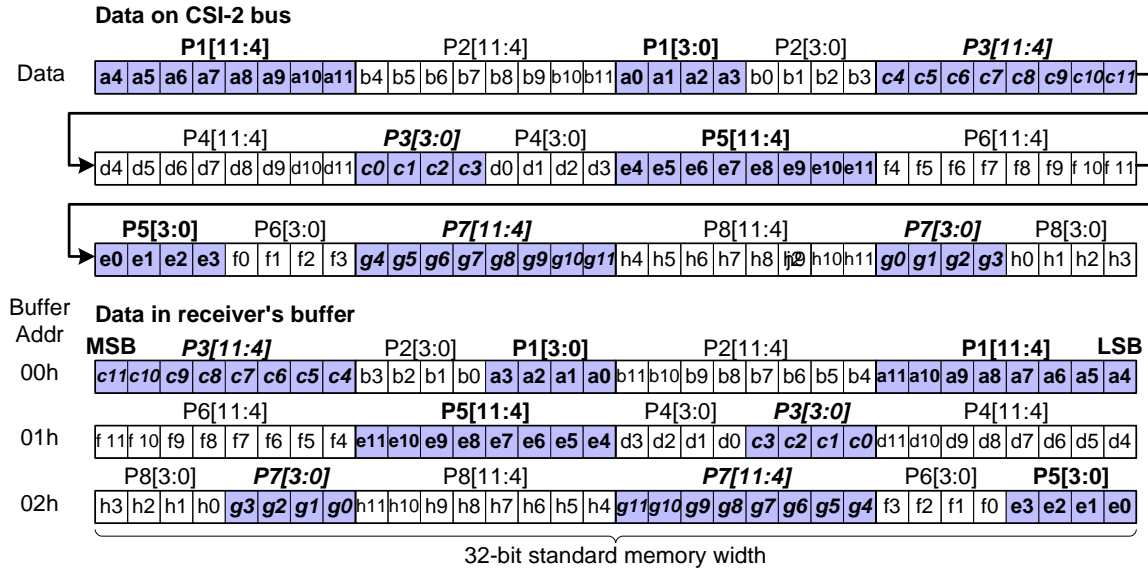 Data on CSI-2 bus
P1[11:4] P2[11:4] P1[3:0] P2[3:0] P3[11:4]
Data a4 a5 a6 a7 a8 a9 a10 a11 b4 b5 b6 b7 b8 b9 b10 b11 a0 a1 a2 a3 b0 b1 b2 b3 c4 c5 c6 c7 c8 c9 c10 c11
P4[11:4] P3[3:0] P4[3:0] P5[11:4] P6[11:4]
d4 d5 d6 d7 d8 d9 d10 d11 c0 c1 c2 c3 d0 d1 d2 d3 e4 e5 e6 e7 e8 e9 e10 e11 f4 f5 f6 f7 f8 f9 f 10 f 11
P5[3:0] P6[3:0] P7[11:4] P8[11:4] P7[3:0] P8[3:0]
e0 e1 e2 e3 f0 f1 f2 f3 g4 g5 g6 g7 g8 g9 g10 g11 h4 h5 h6 h7 h8 h10 h11 g0 g1 g2 g3 h0 h1 h2 h3
Buffer Addr
Data in receiver's buffer
MSB P3[11:4] P2[3:0] P1[3:0] P2[11:4] P1[11:4] LSB
00h c11 c10 c9 c8 c7 c6 c5 c4 b3 b2 b1 b0 a3 a2 a1 a0 b11 b10 b9 b8 b7 b6 b5 b4 a11 a10 a9 a8 a7 a6 a5 a4
P6[11:4] P5[11:4] P4[3:0] P3[3:0] P4[11:4]
01h f 11 f 10 f9 f8 f7 f6 f5 f4 e11 e10 e9 e8 e7 e6 e5 e4 d3 d2 d1 d0 c3 c2 c1 c0 d11 d10 d9 d8 d7 d6 d5 d4
P8[3:0] P7[3:0] P8[11:4] P7[11:4] P6[3:0] P5[3:0]
02h h3 h2 h1 h0 g3 g2 g1 g0 h11 h10 h9 h8 h7 h6 h5 h4 g11 g10 g9 g8 g7 g6 g5 g4 f3 f2 f1 f0 e3 e2 e1 e0
32-bit standard memory width